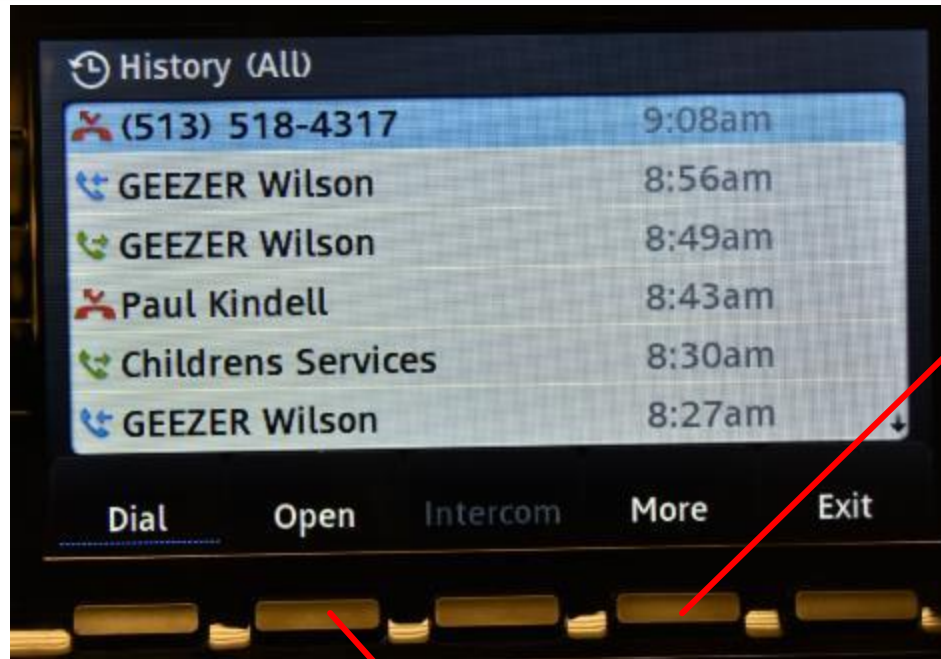 History (All)
(513) 518-4317 9:08am
GEEZER Wilson 8:56am
GEEZER Wilson 8:49am
Paul Kindell 8:43am
Childrens Services 8:30am
GEEZER Wilson 8:27am
Dial Open Intercom More Exit